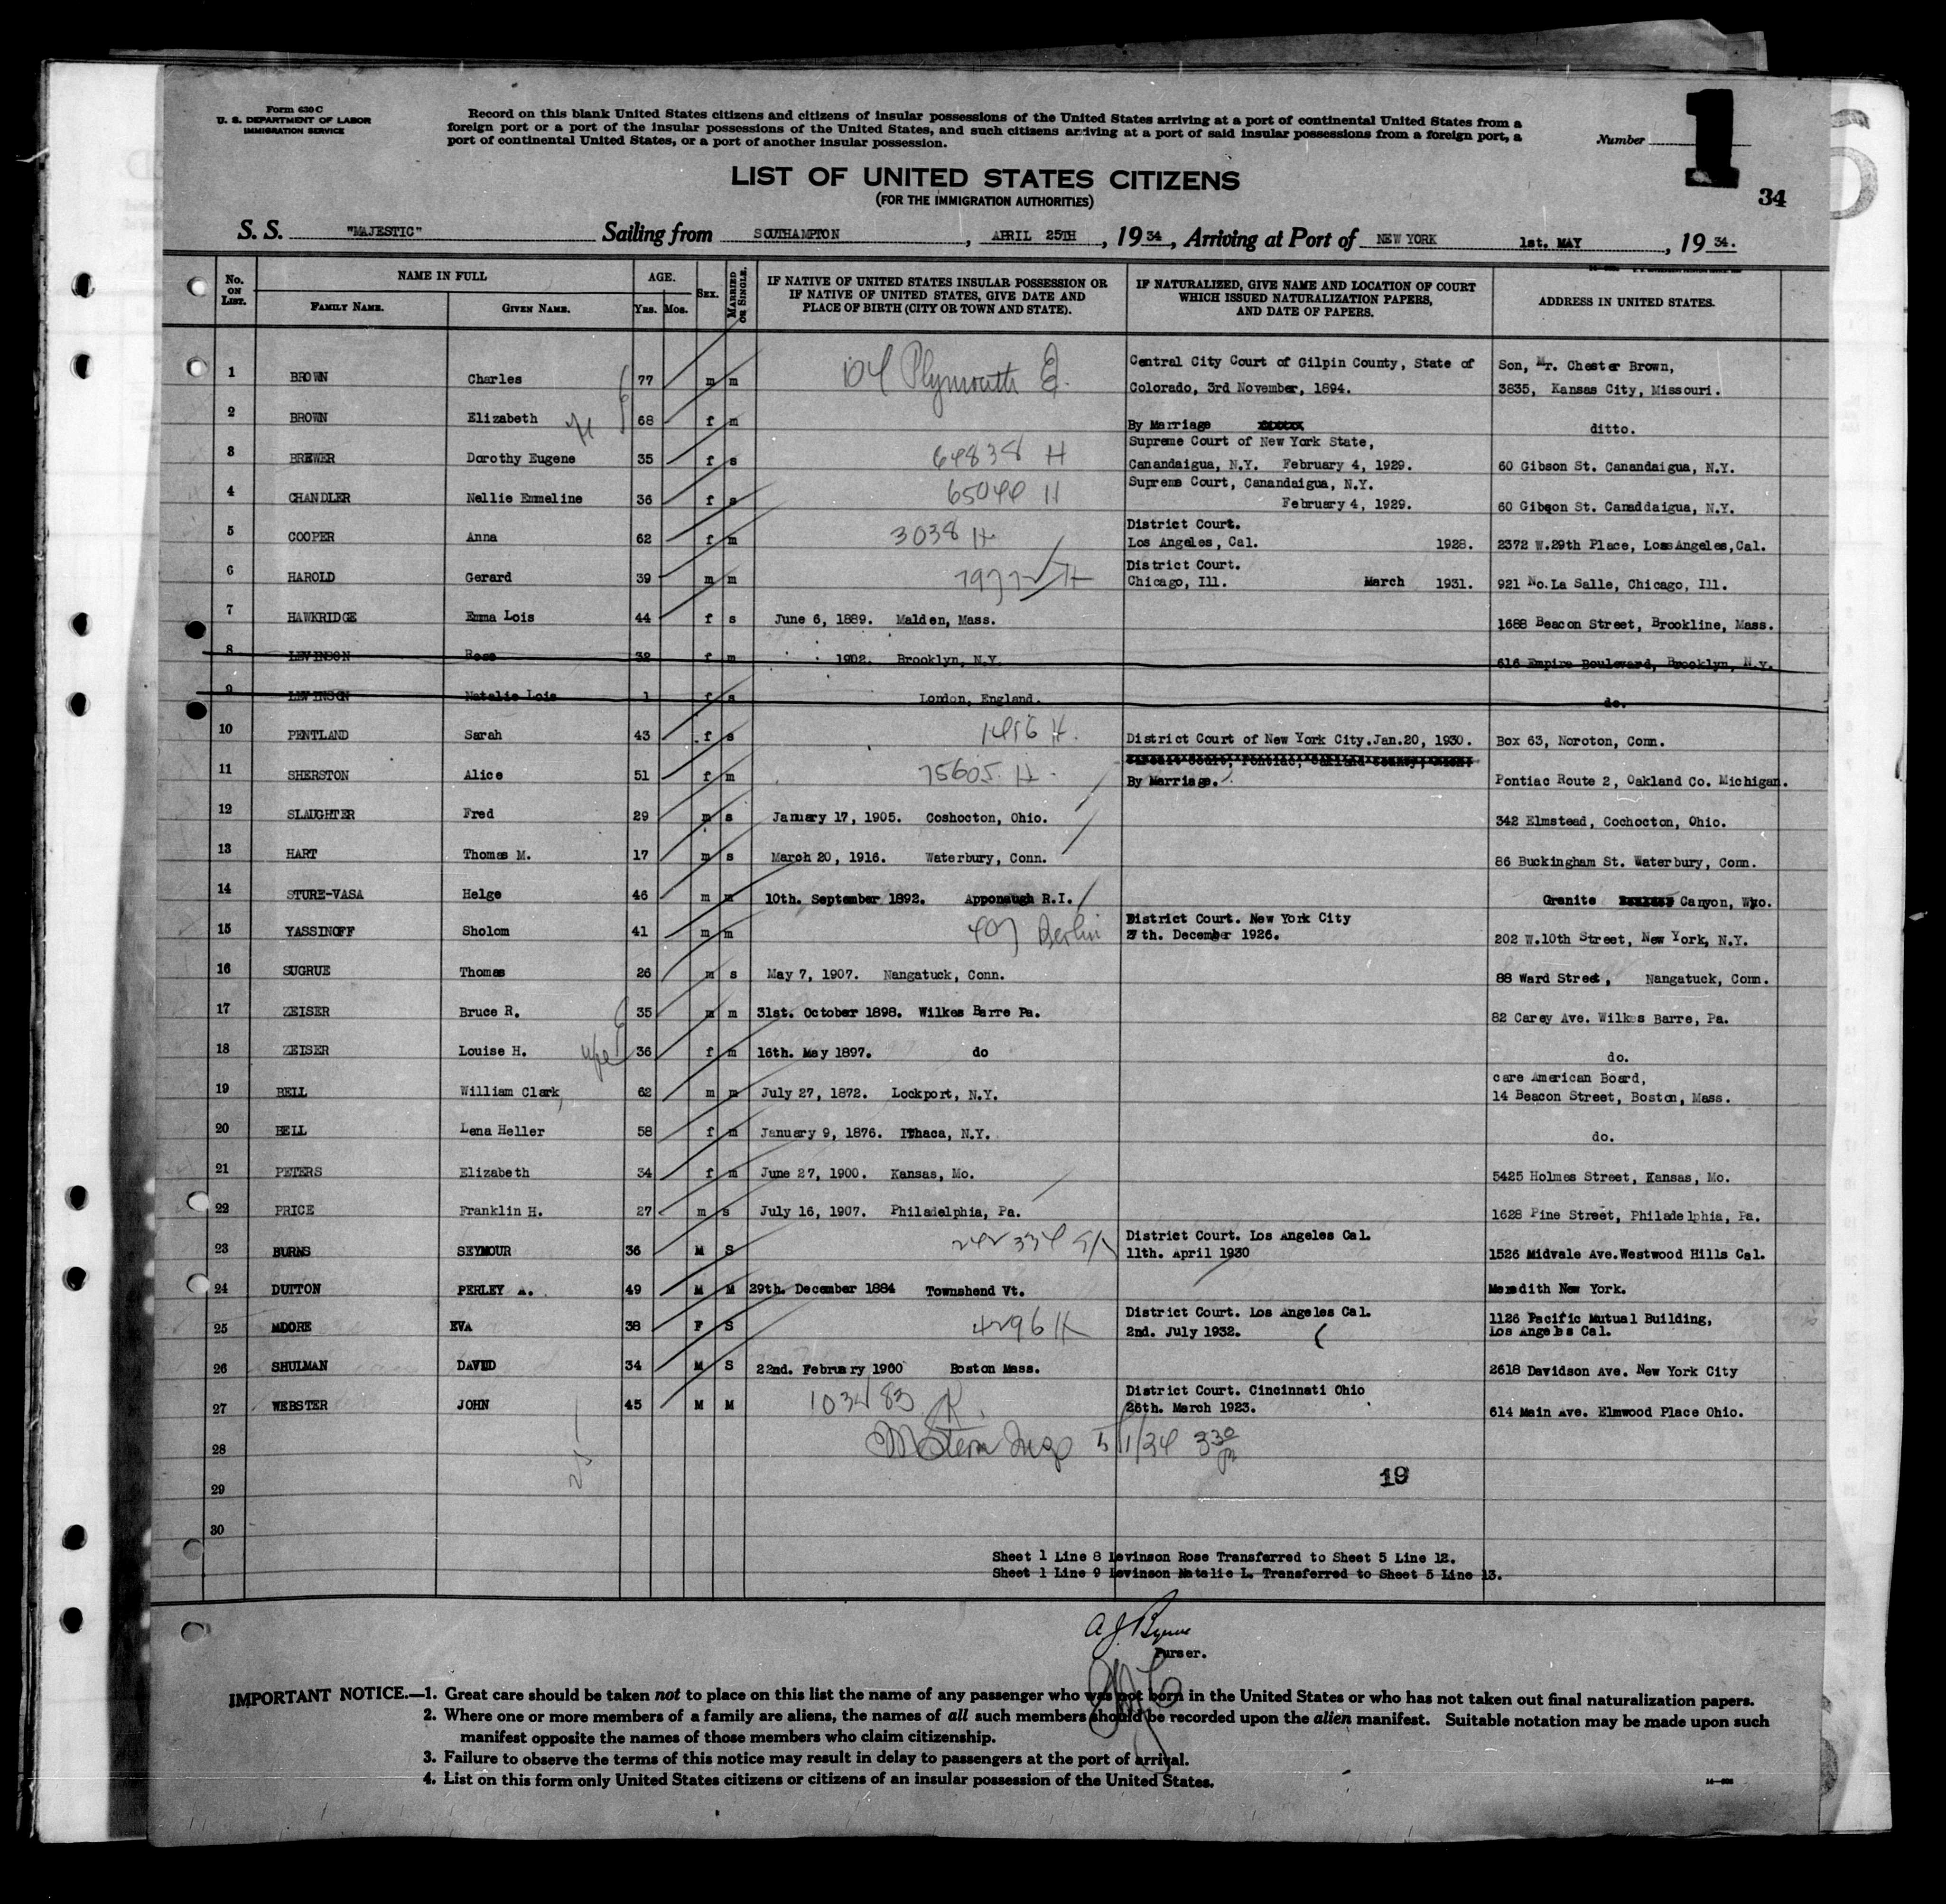 Form 630 C
U. S. DEPARTMENT OF LABOR
IMMIGRATION SERVICE
Record on this blank United States citizens and citizens of insular possessions of the United States arriving at a port of continental United States from a
foreign port or a port of the insular possessions of the United States, and such citizens arriving at a port of said insular possessions from a foreign port, a
port of continental United States, or a port of another insular possession.
Number 1
34
LIST OF UNITED STATES CITIZENS
(FOR THE IMMIGRATION AUTHORITIES)
S. S. "MAJESTIC" Sailing from SOUTHAMPTON, APRIL 25TH, 1934, Arriving at Port of NEW YORK 1st. MAY, 19 34.
No. ON LIST. NAME IN FULL FAMILY NAME. GIVEN NAME. AGE. Yrs. Mos. SEX. MARRIED OR SINGLE. IF NATIVE OF UNITED STATES INSULAR POSSESSION OR IF NATIVE OF UNITED STATES, GIVE DATE AND PLACE OF BIRTH (CITY OR TOWN AND STATE). IF NATURALIZED, GIVE NAME AND LOCATION OF COURT WHICH ISSUED NATURALIZATION PAPERS, AND DATE OF PAPERS. ADDRESS IN UNITED STATES.
1 BROWN Charles 77 m m Plymouth Central City Court of Gilpin County, State of Colorado, 3rd November, 1894. Son, Mr. Chester Brown, 3835, Kansas City, Missouri.
2 BROWN Elizabeth 68 f m By Marriage ditto.
3 BREWER Dorothy Eugene 35 f s 64838 H Supreme Court of New York State, Canandaigua, N.Y. February 4, 1929. 60 Gibson St. Canandaigua, N.Y.
4 CHANDLER Nellie Emmeline 36 f s 65044 H Supreme Court, Canandaigua, N.Y. February 4, 1929. 60 Gibson St. Canaddaigua, N.Y.
5 COOPER Anna 62 f m 3038 H District Court. Los Angeles, Cal. 1928. 2372 W.29th Place, LosAngeles,Cal.
6 HAROLD Gerard 39 m m District Court. Chicago, Ill. March 1931. 921 No.La Salle, Chicago, Ill.
7 HAWKRIDGE Emma Lois 44 f s June 6, 1889. Malden, Mass. 1688 Beacon Street, Brookline, Mass.
8 LEVINSON Rose 32 f m 1902. Brooklyn, N.Y. 616 Empire Boulevard, Brooklyn, N.Y.
9 LEVINSON Natalie Lois 1 f s London, England. do.
10 PENTLAND Sarah 43 f s 1456 H. District Court of New York City.Jan.20, 1930. Box 63, Noroton, Conn.
11 SHERSTON Alice 51 f m 75605. H. By Marriage. Pontiac Route 2, Oakland Co. Michigan.
12 SLAUGHTER Fred 29 m s January 17, 1905. Coshocton, Ohio. 342 Elmstead, Cochocton, Ohio.
13 HART Thomas M. 17 m s March 20, 1916. Waterbury, Conn. 86 Buckingham St. Waterbury, Conn.
14 STURE-VASA Helge 46 m m 10th. September 1892. Apponaugh R.I. Granite Canyon, Wyo.
15 YASSINOFF Sholom 41 m m 407 Berlin District Court. New York City 27th. December 1926. 202 W.10th Street, New York, N.Y.
16 SUGRUE Thomas 26 m s May 7, 1907. Nangatuck, Conn. 88 Ward Street, Nangatuck, Conn.
17 ZEISER Bruce R. 35 m m 31st. October 1898. Wilkes Barre Pa. 82 Carey Ave. Wilkes Barre, Pa.
18 ZEISER Louise H. wife 36 f m 16th. May 1897. do do.
19 BELL William Clark 62 m m July 27, 1872. Lockport, N.Y. care American Board, 14 Beacon Street, Boston, Mass.
20 BELL Lena Heller 58 f m January 9, 1876. Ithaca, N.Y. do.
21 PETERS Elizabeth 34 f m June 27, 1900. Kansas, Mo. 5425 Holmes Street, Kansas, Mo.
22 PRICE Franklin H. 27 m s July 16, 1907. Philadelphia, Pa. 1628 Pine Street, Philadelphia, Pa.
23 BURNS SEYMOUR 36 M S District Court. Los Angeles Cal. 11th. April 1930 1526 Midvale Ave.Westwood Hills Cal.
24 DUTTON PERLEY A. 49 M M 29th. December 1884 Townshend Vt. Meredith New York.
25 MOORE EVA 38 F S 4296 H District Court. Los Angeles Cal. 2nd. July 1932. 1126 Pacific Mutual Building, Los Angeles Cal.
26 SHULMAN DAVID 34 M S 22nd. February 1900 Boston Mass. 2618 Davidson Ave. New York City
27 WEBSTER JOHN 45 M M 103483 District Court. Cincinnati Ohio 26th. March 1923. 614 Main Ave. Elmwood Place Ohio.
28 5/1/34 3 30
29 19
30
Sheet 1 Line 8 Levinson Rose Transferred to Sheet 5 Line 12.
Sheet 1 Line 9 Levinson Natalie L. Transferred to Sheet 5 Line 13.
A J Byrne
Purser.
IMPORTANT NOTICE.—1. Great care should be taken not to place on this list the name of any passenger who was not born in the United States or who has not taken out final naturalization papers.
2. Where one or more members of a family are aliens, the names of all such members should be recorded upon the alien manifest. Suitable notation may be made upon such
manifest opposite the names of those members who claim citizenship.
3. Failure to observe the terms of this notice may result in delay to passengers at the port of arrival.
4. List on this form only United States citizens or citizens of an insular possession of the United States.